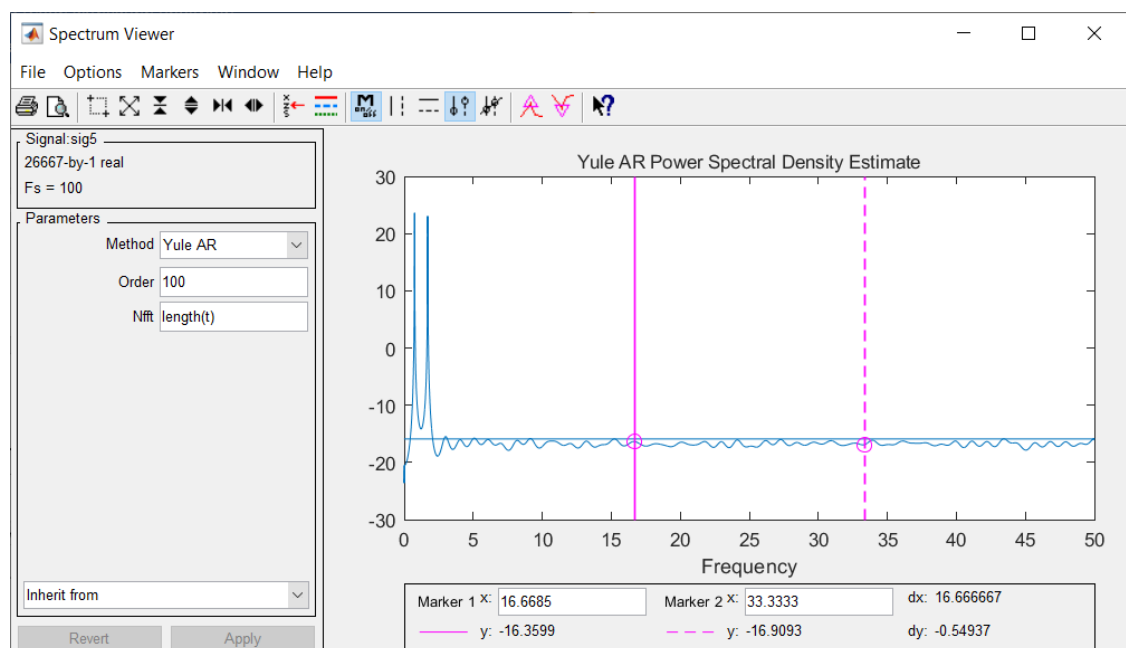 Spectrum Viewer
File Options Markers Window Help
Signal:sig5
26667-by-1 real
Fs = 100
Parameters
Method Yule AR
Order 100
Nfft length(t)
Inherit from
Revert Apply
Yule AR Power Spectral Density Estimate
30
20
10
0
-10
-20
-30
0 5 10 15 20 25 30 35 40 45 50
Frequency
Marker 1 x: 16.6685 Marker 2 x: 33.3333 dx: 16.666667
y: -16.3599 y: -16.9093 dy: -0.54937